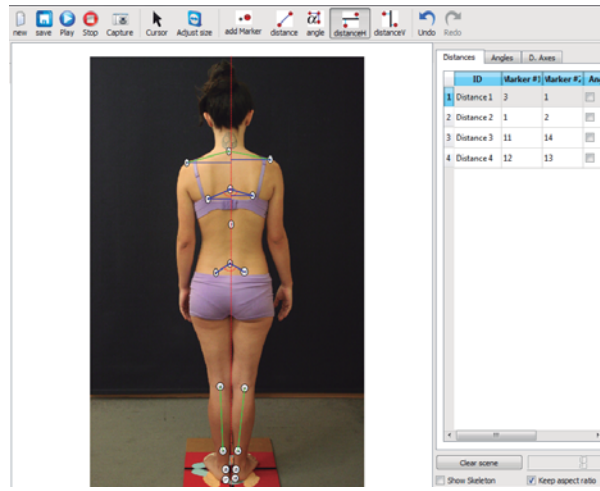 new save Play Stop Capture Cursor Adjust size add Marker distance angle distanceH distanceV Undo Redo
Distances Angles D. Axes
ID Marker #1 Marker #2 An
1 Distance 1 3 1
2 Distance 2 1 2
3 Distance 3 11 14
4 Distance 4 12 13
Clear scene
Show Skeleton Keep aspect ratio